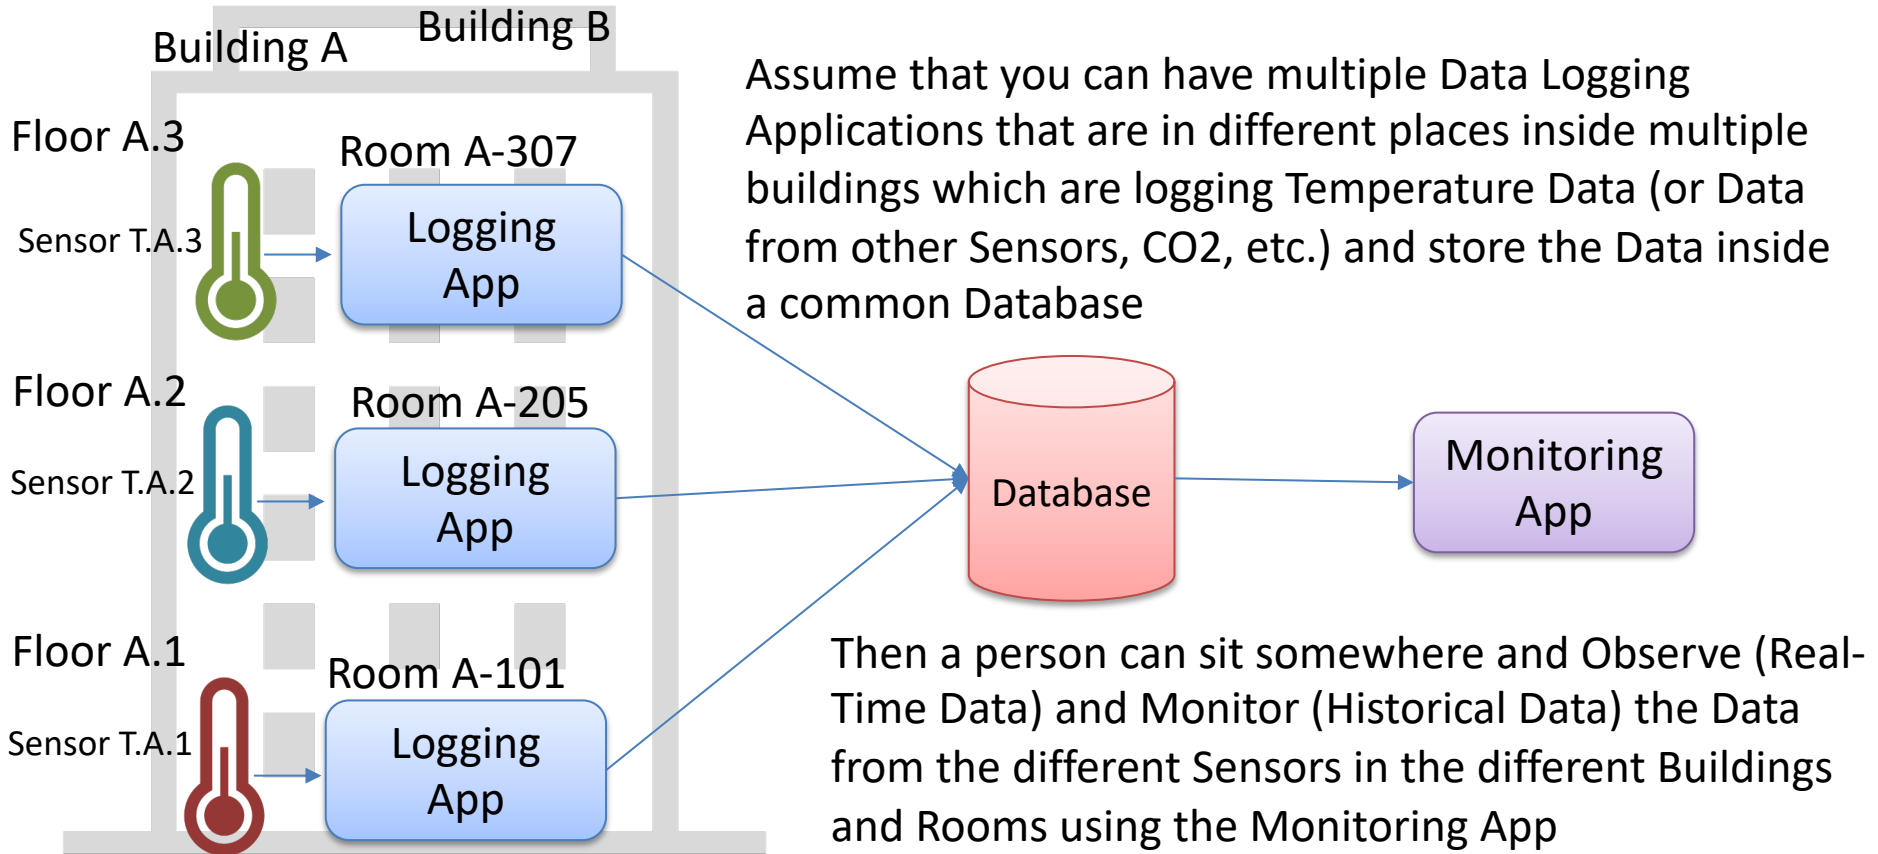 Building A
Building B
Assume that you can have multiple Data Logging
Applications that are in different places inside multiple
buildings which are logging Temperature Data (or Data
from other Sensors, CO2, etc.) and store the Data inside
a common Database
Floor A.3
Room A-307
Sensor T.A.3
Logging
App
Floor A.2
Room A-205
Sensor T.A.2
Logging
App
Database
Monitoring
App
Floor A.1
Room A-101
Sensor T.A.1
Logging
App
Then a person can sit somewhere and Observe (Real-
Time Data) and Monitor (Historical Data) the Data
from the different Sensors in the different Buildings
and Rooms using the Monitoring App